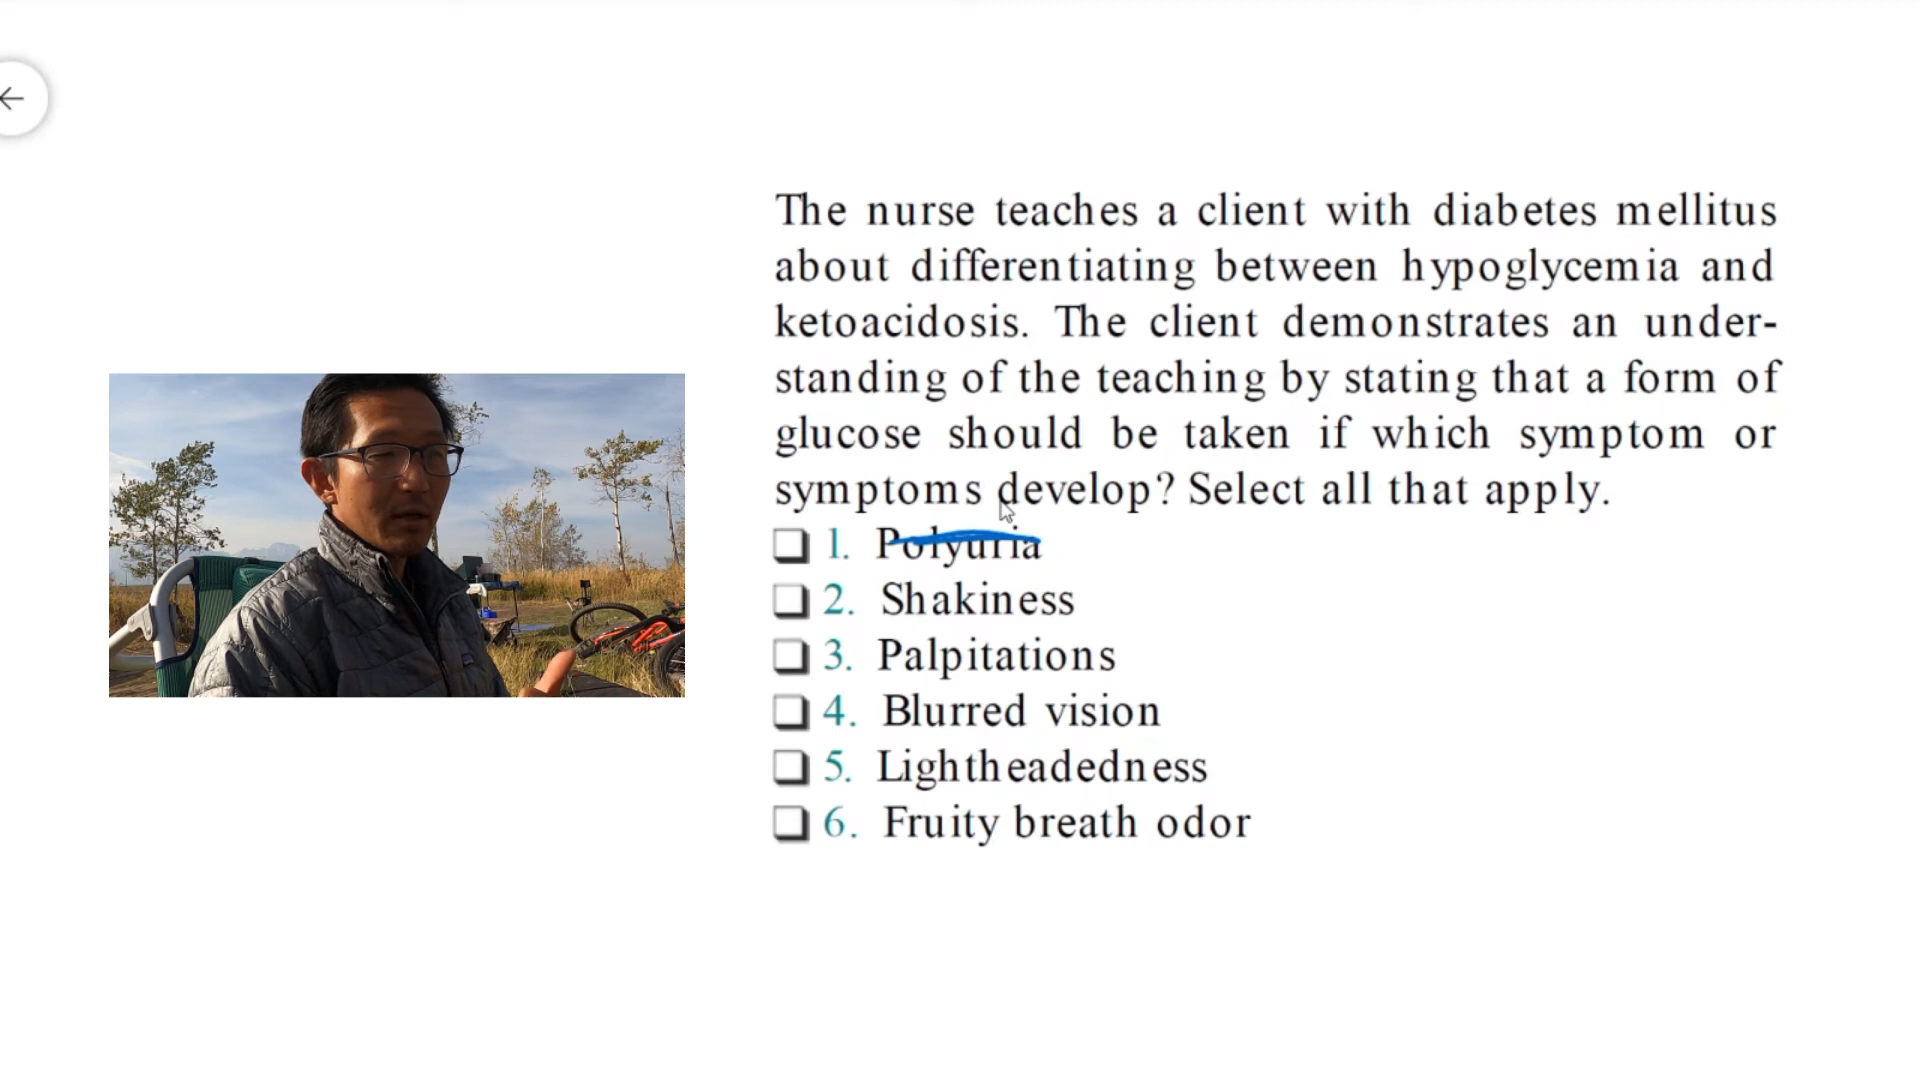 The nurse teaches a client with diabetes mellitus
about differentiating between hypoglycemia and
ketoacidosis. The client demonstrates an under-
standing of the teaching by stating that a form of
glucose should be taken if which symptom or
symptoms develop? Select all that apply.
1. Polyuria
2. Shakiness
3. Palpitations
4. Blurred vision
5. Lightheadedness
6. Fruity breath odor